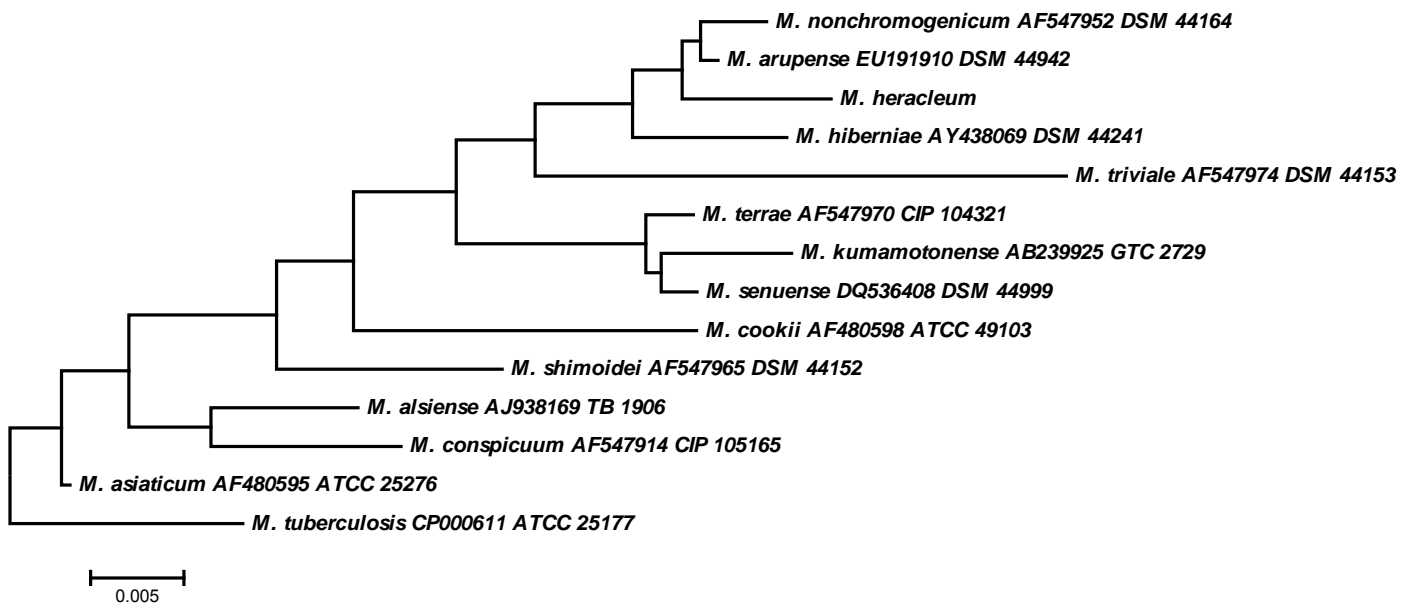 M. nonchromogenicum AF547952 DSM 44164
M. arupense EU191910 DSM 44942
M. heracleum
M. hiberniae AY438069 DSM 44241
M. triviale AF547974 DSM 44153
M. terrae AF547970 CIP 104321
M. kumamotonense AB239925 GTC 2729
M. senuense DQ536408 DSM 44999
M. cookii AF480598 ATCC 49103
M. shimoidei AF547965 DSM 44152
M. alsiense AJ938169 TB 1906
M. conspicuum AF547914 CIP 105165
M. asiaticum AF480595 ATCC 25276
M. tuberculosis CP000611 ATCC 25177
0.005